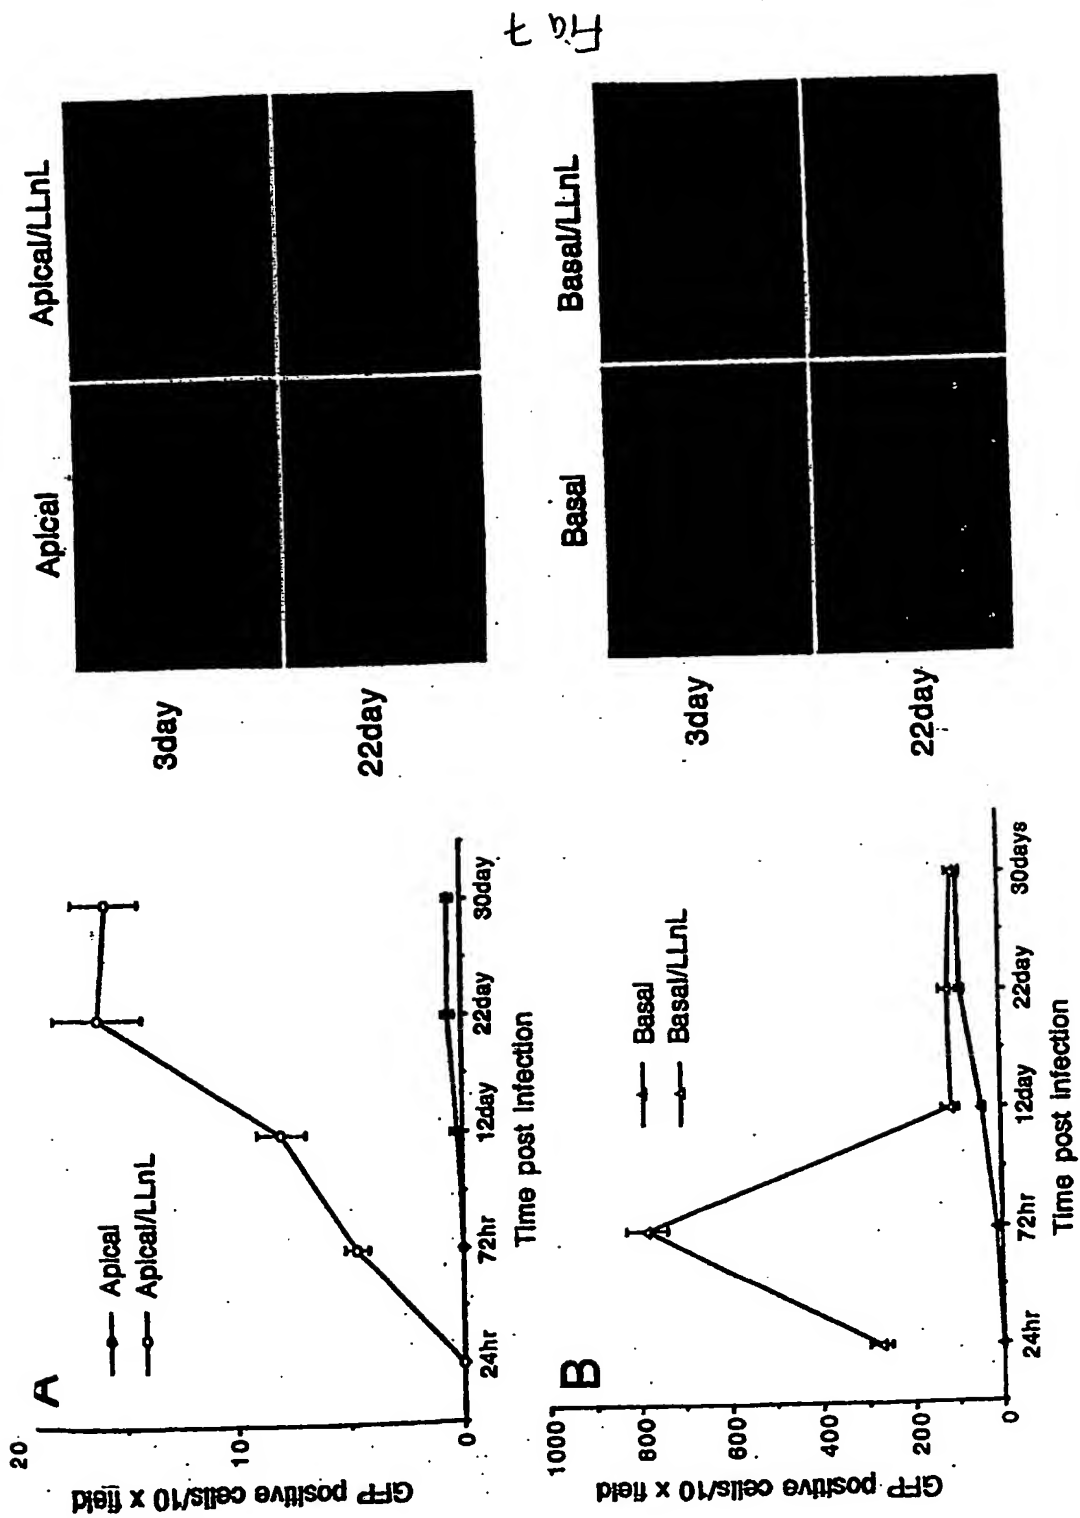 A
Apical
Apical/LLnL
20
10
0
GFP positive cells/10 x field
24hr
72hr
12day
22day
30day
Time post Infection
Apical
Apical/LLnL
3day
22day
B
Basal
Basal/LLnL
1000
800
600
400
200
0
GFP positive cells/10 x field
24hr
72hr
12day
22day
30days
Time post Infection
Basal
Basal/LLnL
3day
22day
Fig 7